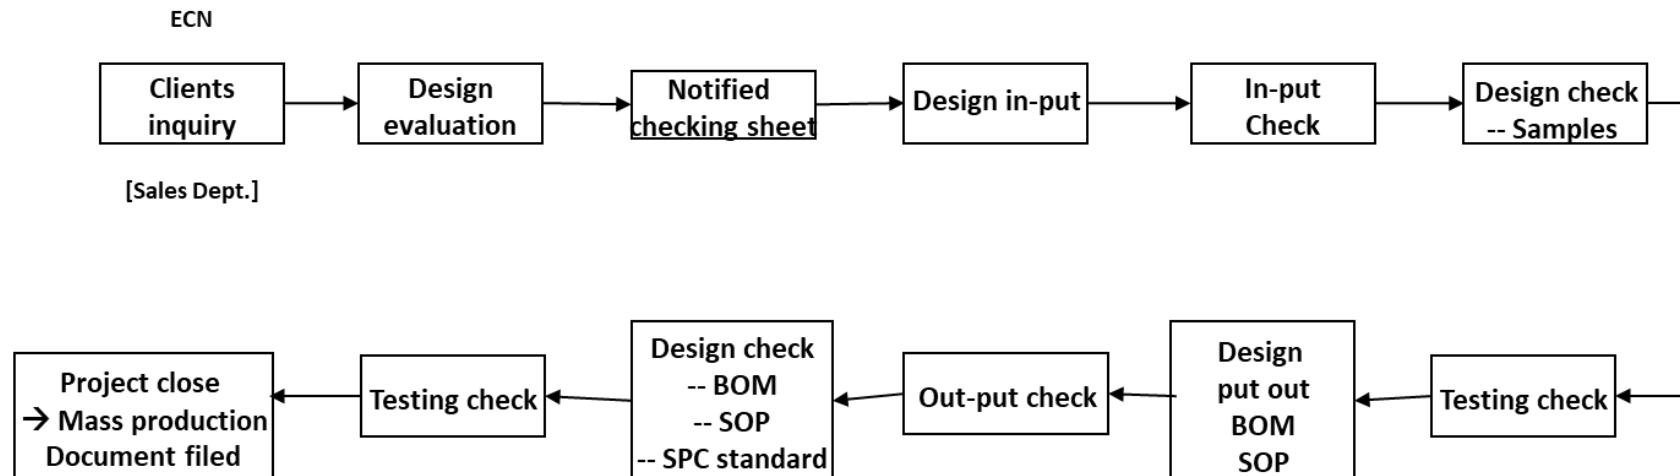 ECN
Clients
inquiry
Design
evaluation
Notified
checking sheet
Design in-put
In-put
Check
Design check
-- Samples
[Sales Dept.]
Project close
→ Mass production
Document filed
Testing check
Design check
-- BOM
-- SOP
-- SPC standard
Out-put check
Design
put out
BOM
SOP
Testing check